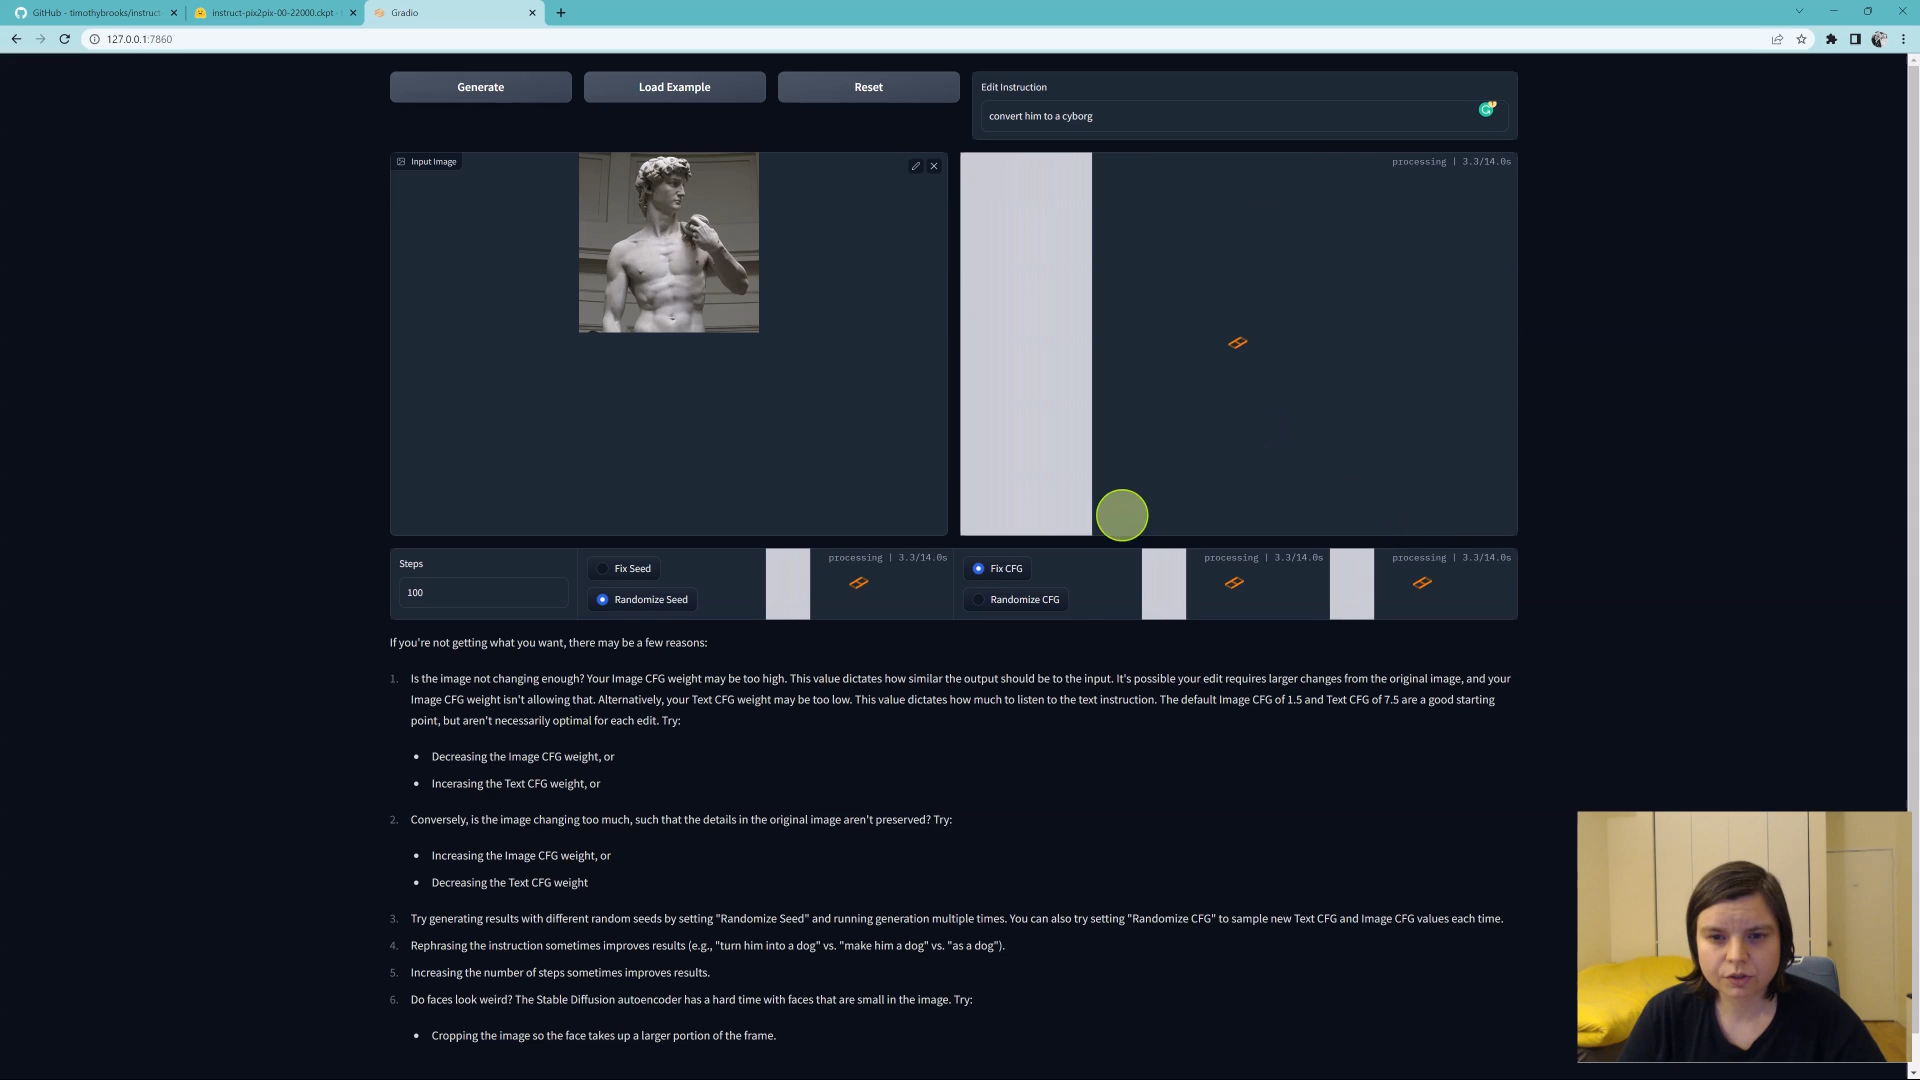 GitHub - timothybrooks/instruct
instruct-pix2pix-00-22000.ckpt -
Gradio
127.0.0.1:7860
Generate
Load Example
Reset
Edit Instruction
convert him to a cyborg
Input Image
processing | 3.3/14.0s
Steps
100
Fix Seed
Randomize Seed
processing | 3.3/14.0s
Fix CFG
Randomize CFG
processing | 3.3/14.0s
processing | 3.3/14.0s
If you're not getting what you want, there may be a few reasons:
1. Is the image not changing enough? Your Image CFG weight may be too high. This value dictates how similar the output should be to the input. It's possible your edit requires larger changes from the original image, and your
Image CFG weight isn't allowing that. Alternatively, your Text CFG weight may be too low. This value dictates how much to listen to the text instruction. The default Image CFG of 1.5 and Text CFG of 7.5 are a good starting
point, but aren't necessarily optimal for each edit. Try:
• Decreasing the Image CFG weight, or
• Incerasing the Text CFG weight, or
2. Conversely, is the image changing too much, such that the details in the original image aren't preserved? Try:
• Increasing the Image CFG weight, or
• Decreasing the Text CFG weight
3. Try generating results with different random seeds by setting "Randomize Seed" and running generation multiple times. You can also try setting "Randomize CFG" to sample new Text CFG and Image CFG values each time.
4. Rephrasing the instruction sometimes improves results (e.g., "turn him into a dog" vs. "make him a dog" vs. "as a dog").
5. Increasing the number of steps sometimes improves results.
6. Do faces look weird? The Stable Diffusion autoencoder has a hard time with faces that are small in the image. Try:
• Cropping the image so the face takes up a larger portion of the frame.